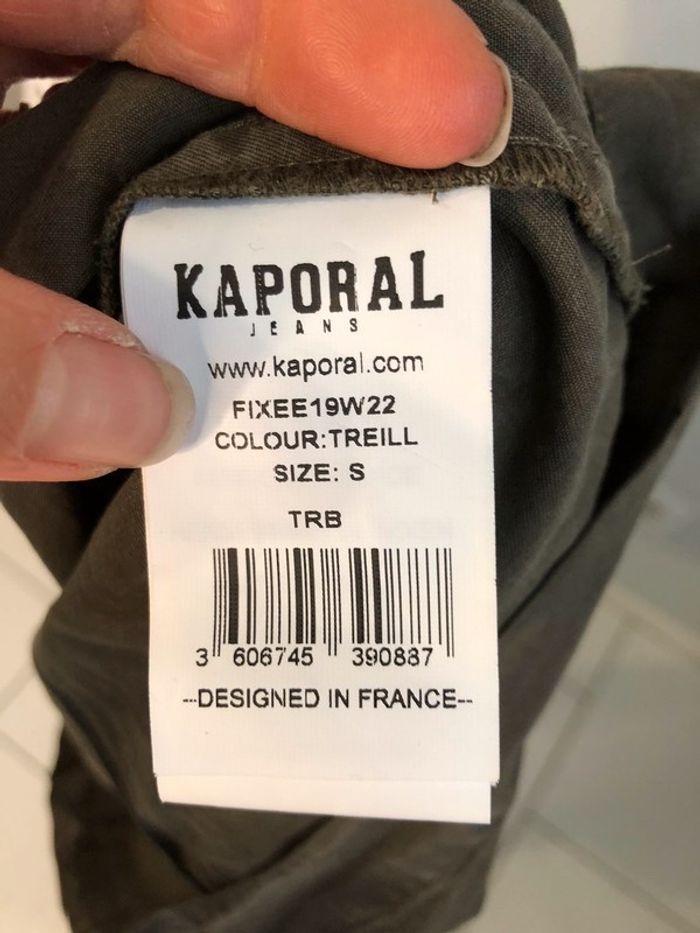 KAPORAL
JEANS
www.kaporal.com
FIXEE19W22
COLOUR:TREILL
SIZE: S
TRB
3 606745 390887
--DESIGNED IN FRANCE--